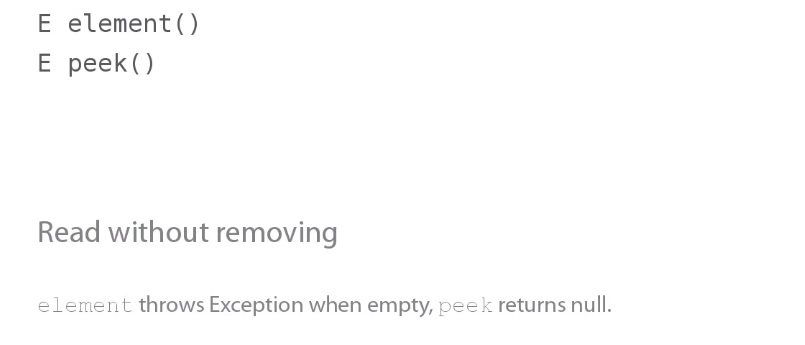 E element()
E peek()
Read without removing
element throws Exception when empty, peek returns null.